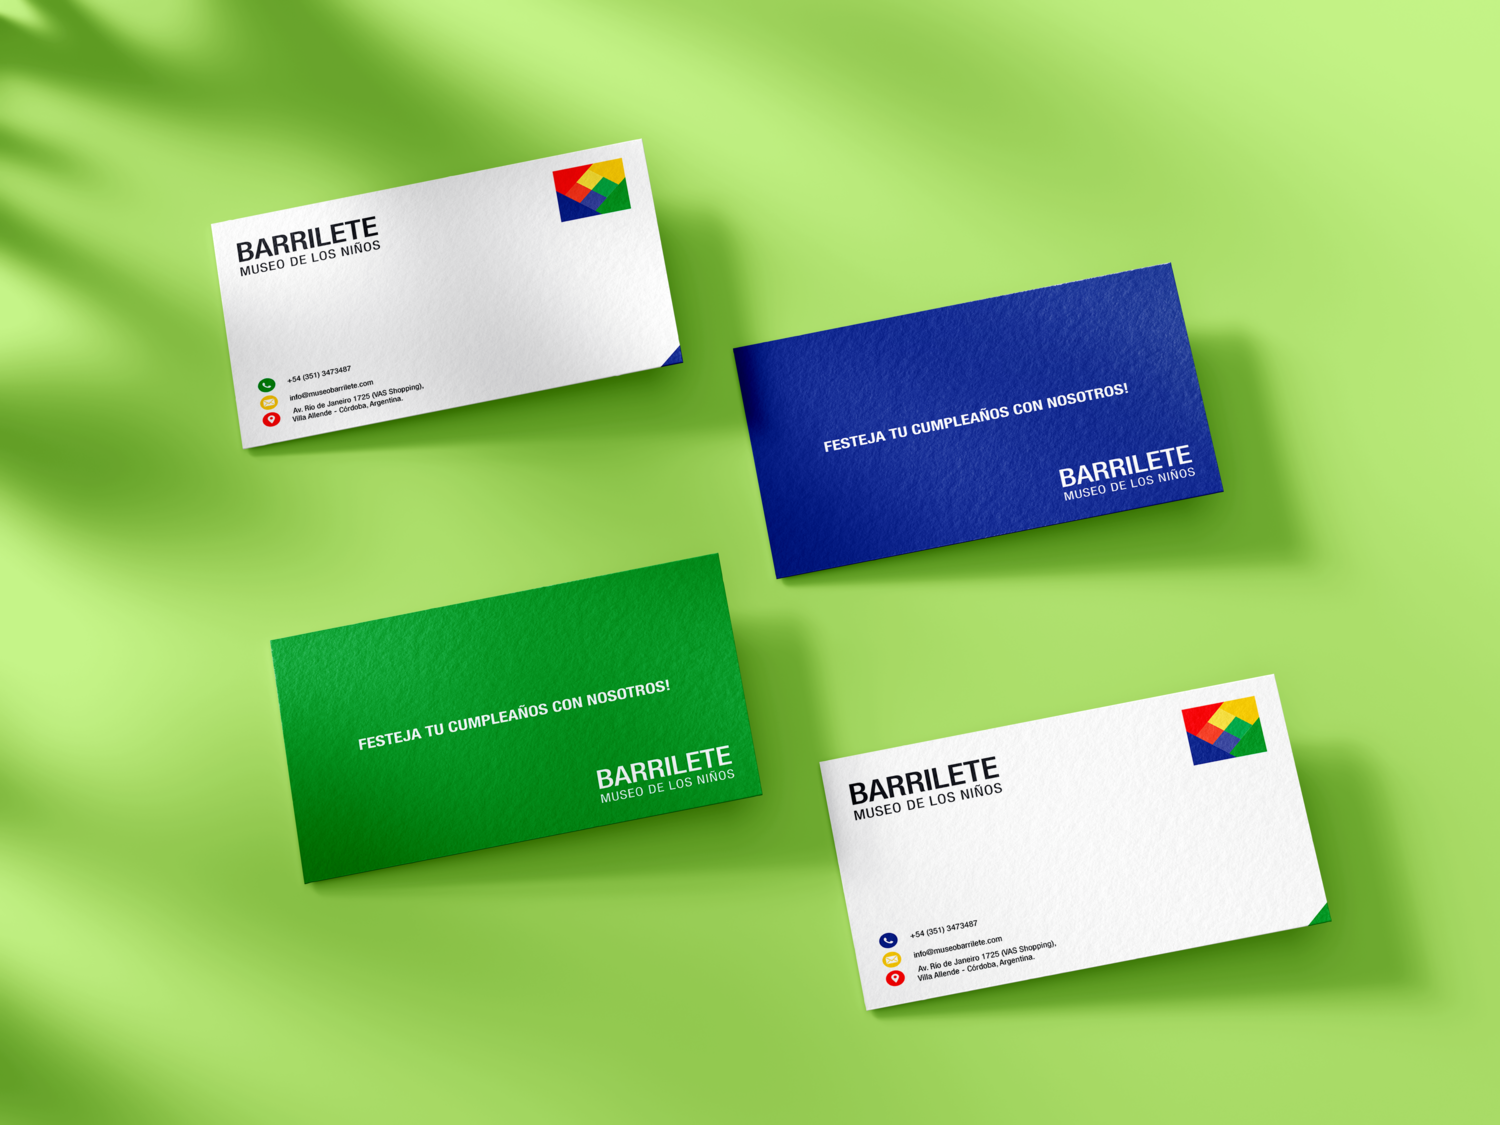 BARRILETE
MUSEO DE LOS NIÑOS
+54 (351) 3473487
info@museobarrilete.com
Av. Río de Janeiro 1725 (VAS Shopping),
Villa Allende - Córdoba, Argentina.
FESTEJA TU CUMPLEAÑOS CON NOSOTROS!
BARRILETE
MUSEO DE LOS NIÑOS
FESTEJA TU CUMPLEAÑOS CON NOSOTROS!
BARRILETE
MUSEO DE LOS NIÑOS
BARRILETE
MUSEO DE LOS NIÑOS
+54 (351) 3473487
info@museobarrilete.com
Av. Río de Janeiro 1725 (VAS Shopping),
Villa Allende - Córdoba, Argentina.